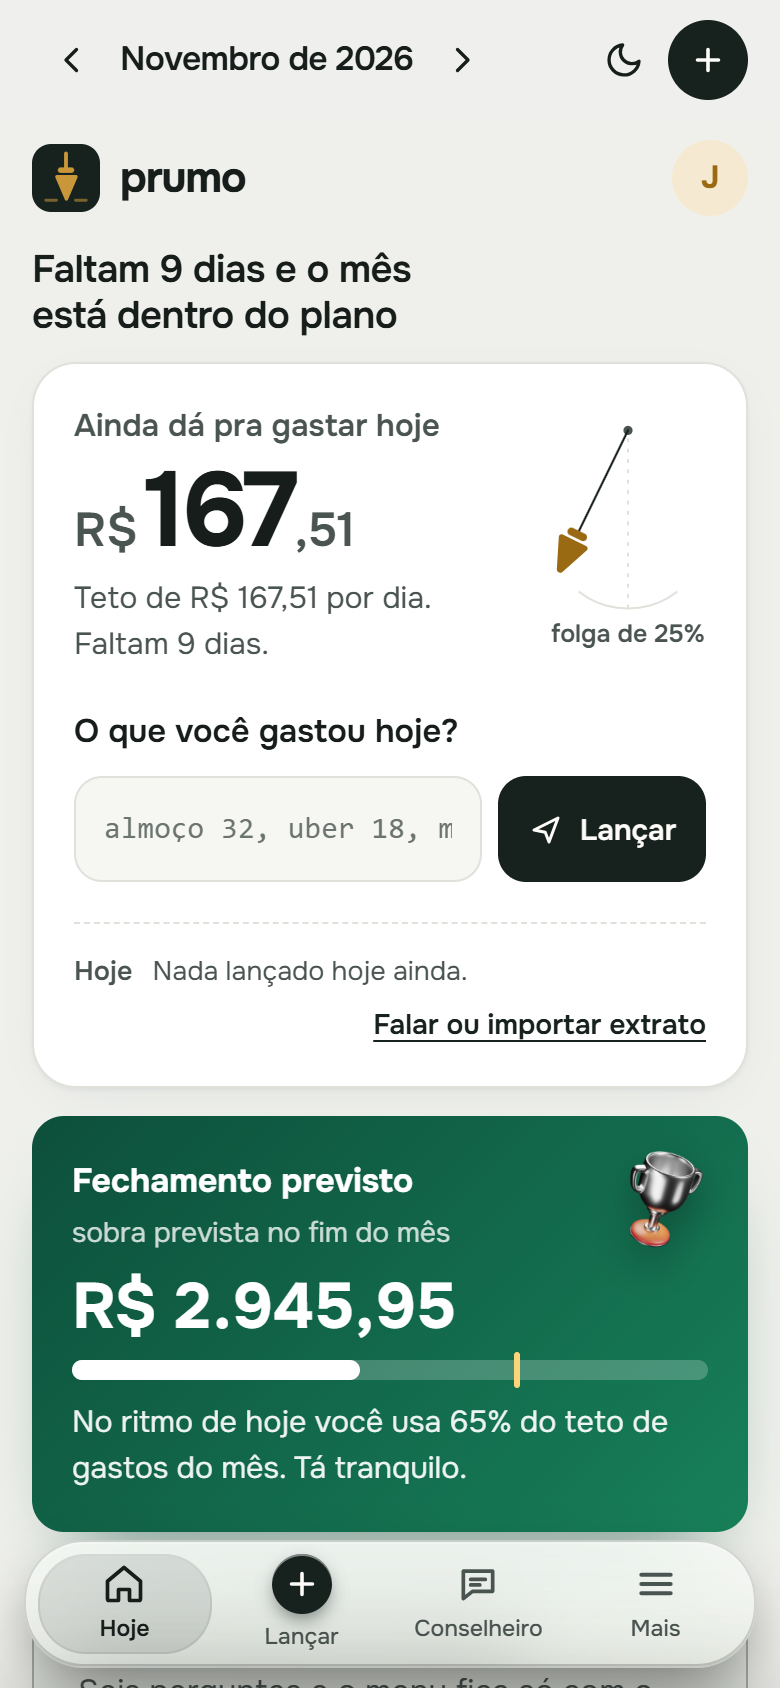 Novembro de 2026
prumo
J
Faltam 9 dias e o mês
está dentro do plano
Ainda dá pra gastar hoje
R$ 167,51
Teto de R$ 167,51 por dia.
Faltam 9 dias.
folga de 25%
O que você gastou hoje?
almoço 32, uber 18, m
Lançar
Hoje Nada lançado hoje ainda.
Falar ou importar extrato
Fechamento previsto
sobra prevista no fim do mês
R$ 2.945,95
No ritmo de hoje você usa 65% do teto de
gastos do mês. Tá tranquilo.
Hoje
Lançar
Conselheiro
Mais